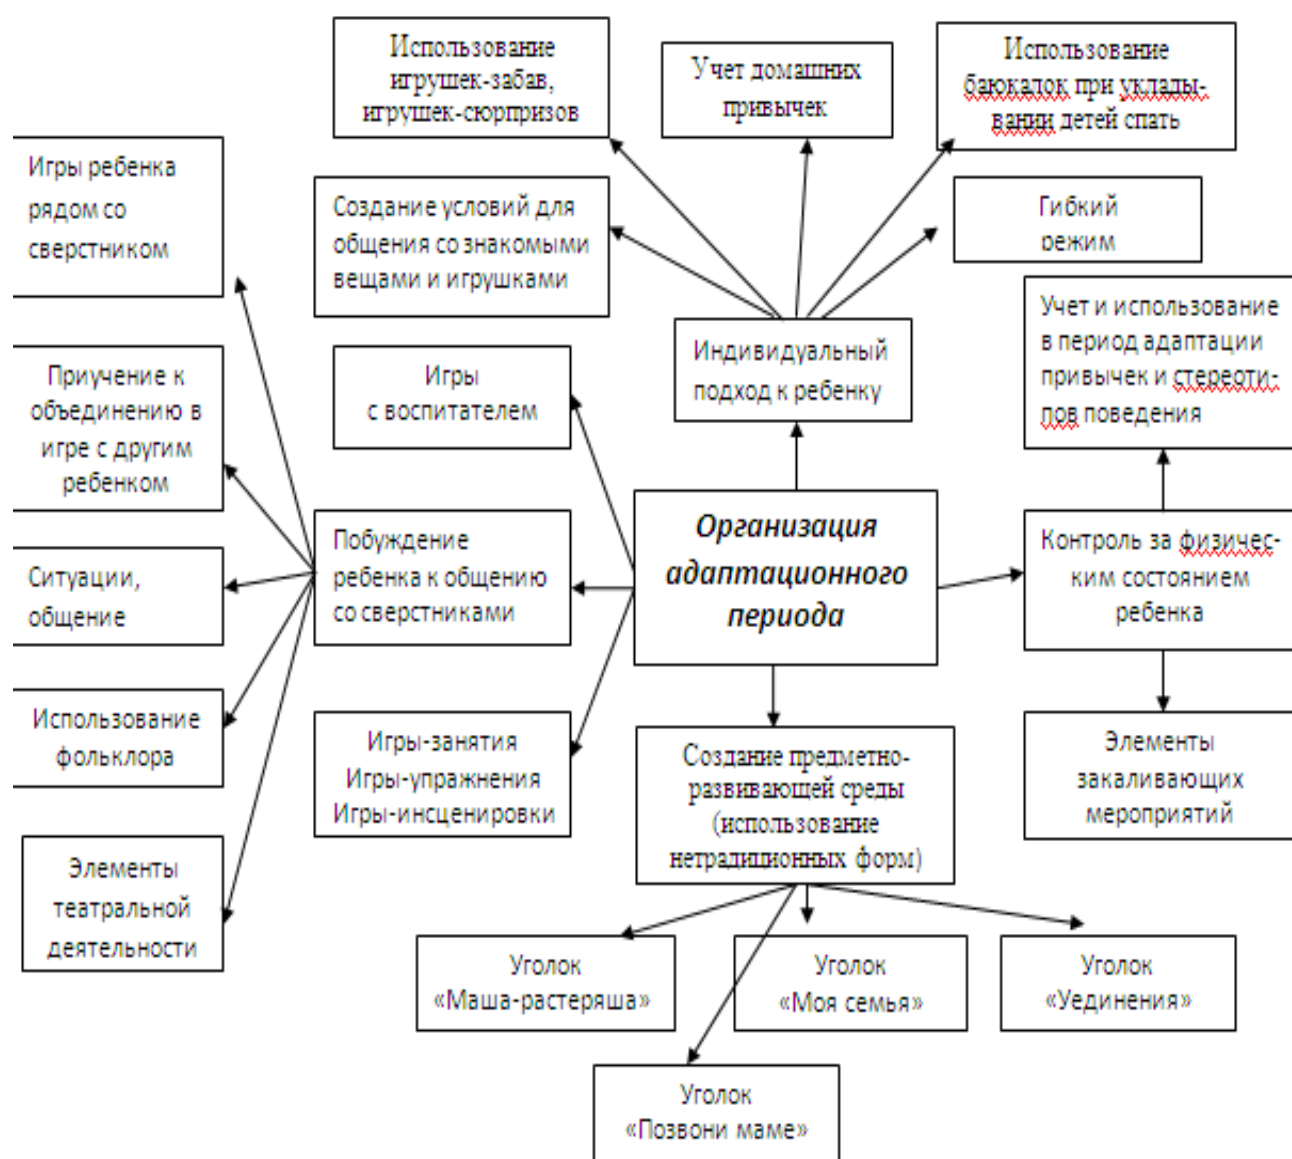 Использование
игрушек-забав,
игрушек-сюрпризов
Учет домашних
привычек
Использование
баюкалок при уклады-
вании детей спать
Игры ребенка
рядом со
сверстником
Создание условий для
общения со знакомыми
вещами и игрушками
Гибкий
режим
Учет и использование
в период адаптации
привычек и стереоти-
пов поведения
Индивидуальный
подход к ребенку
Игры
с воспитателем
Приучение к
объединению в
игре с другим
ребенком
Организация
адаптационного
периода
Побуждение
ребенка к общению
со сверстниками
Контроль за физичес-
ким состоянием
ребенка
Ситуации,
общение
Использование
фольклора
Игры-занятия
Игры-упражнения
Игры-инсценировки
Создание предметно-
развивающей среды
(использование
нетрадиционных форм)
Элементы
закаливающих
мероприятий
Элементы
театральной
деятельности
Уголок
«Маша-растеряша»
Уголок
«Моя семья»
Уголок
«Уединения»
Уголок
«Позвони маме»